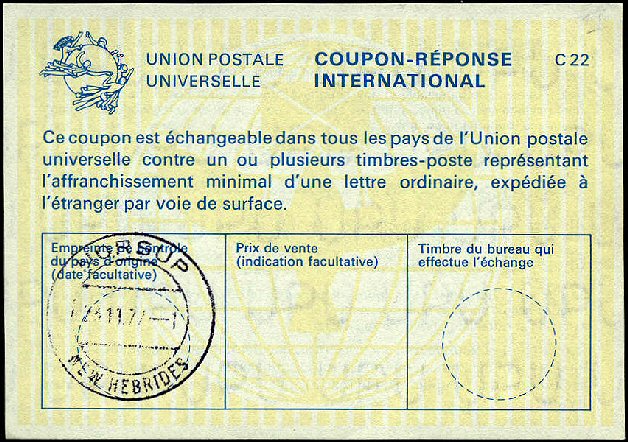 UNION POSTALE
UNIVERSELLE
COUPON-RÉPONSE
INTERNATIONAL
C 22
Ce coupon est échangeable dans tous les pays de l'Union postale
universelle contre un ou plusieurs timbres-poste représentant
l'affranchissement minimal d'une lettre ordinaire, expédiée à
l'étranger par voie de surface.
Empreinte de contrôle
du pays d'origine
(date facultative)
Prix de vente
(indication facultative)
Timbre du bureau qui
effectue l'échange
NEW HEBRIDES